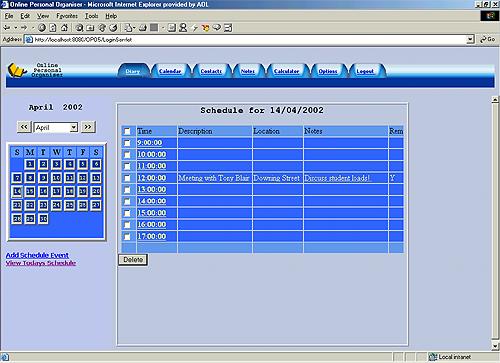 Online Personal Organiser - Microsoft Internet Explorer provided by AOL
File Edit View Favorites Tools Help
Address http://localhost:8080/OPOS/LoginServlet Go
Online
Personal
Organiser
Diary Calendar Contacts Notes Calculator Options Logout
April 2002
<< April >>
S M T W T F S
1 2 3 4 5 6
7 8 9 10 11 12 13
14 15 16 17 18 19 20
21 22 23 24 25 26 27
28 29 30
Add Schedule Event
View Todays Schedule
Schedule for 14/04/2002
Time Description Location Notes Rem
9:00:00
10:00:00
11:00:00
12:00:00 Meeting with Tony Blair Downing Street Discuss student loads! Y
13:00:00
14:00:00
15:00:00
16:00:00
17:00:00
Delete
Local intranet